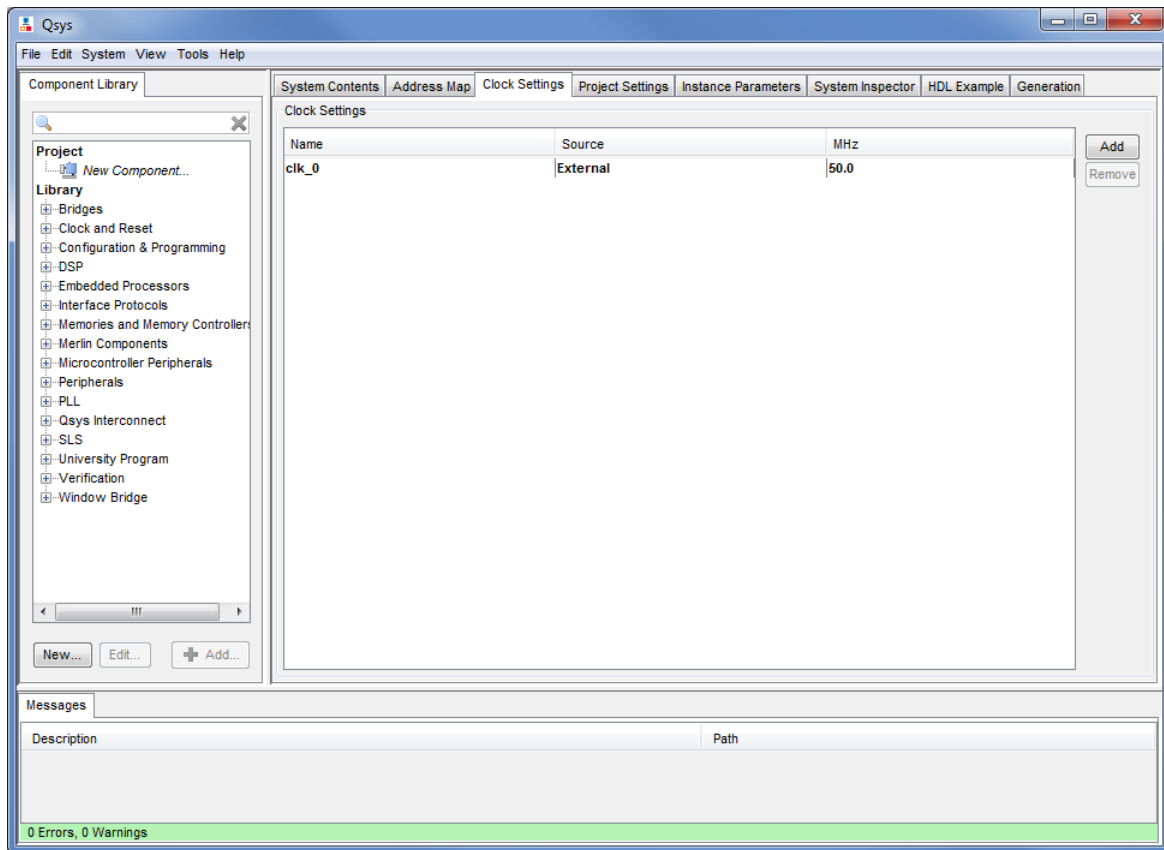 Qsys
File Edit System View Tools Help
Component Library
System Contents Address Map Clock Settings Project Settings Instance Parameters System Inspector HDL Example Generation
Clock Settings
Name Source MHz
clk_0 External 50.0
Add
Remove
Project
New Component...
Library
Bridges
Clock and Reset
Configuration & Programming
DSP
Embedded Processors
Interface Protocols
Memories and Memory Controllers
Merlin Components
Microcontroller Peripherals
Peripherals
PLL
Qsys Interconnect
SLS
University Program
Verification
Window Bridge
New... Edit... Add...
Messages
Description Path
0 Errors, 0 Warnings